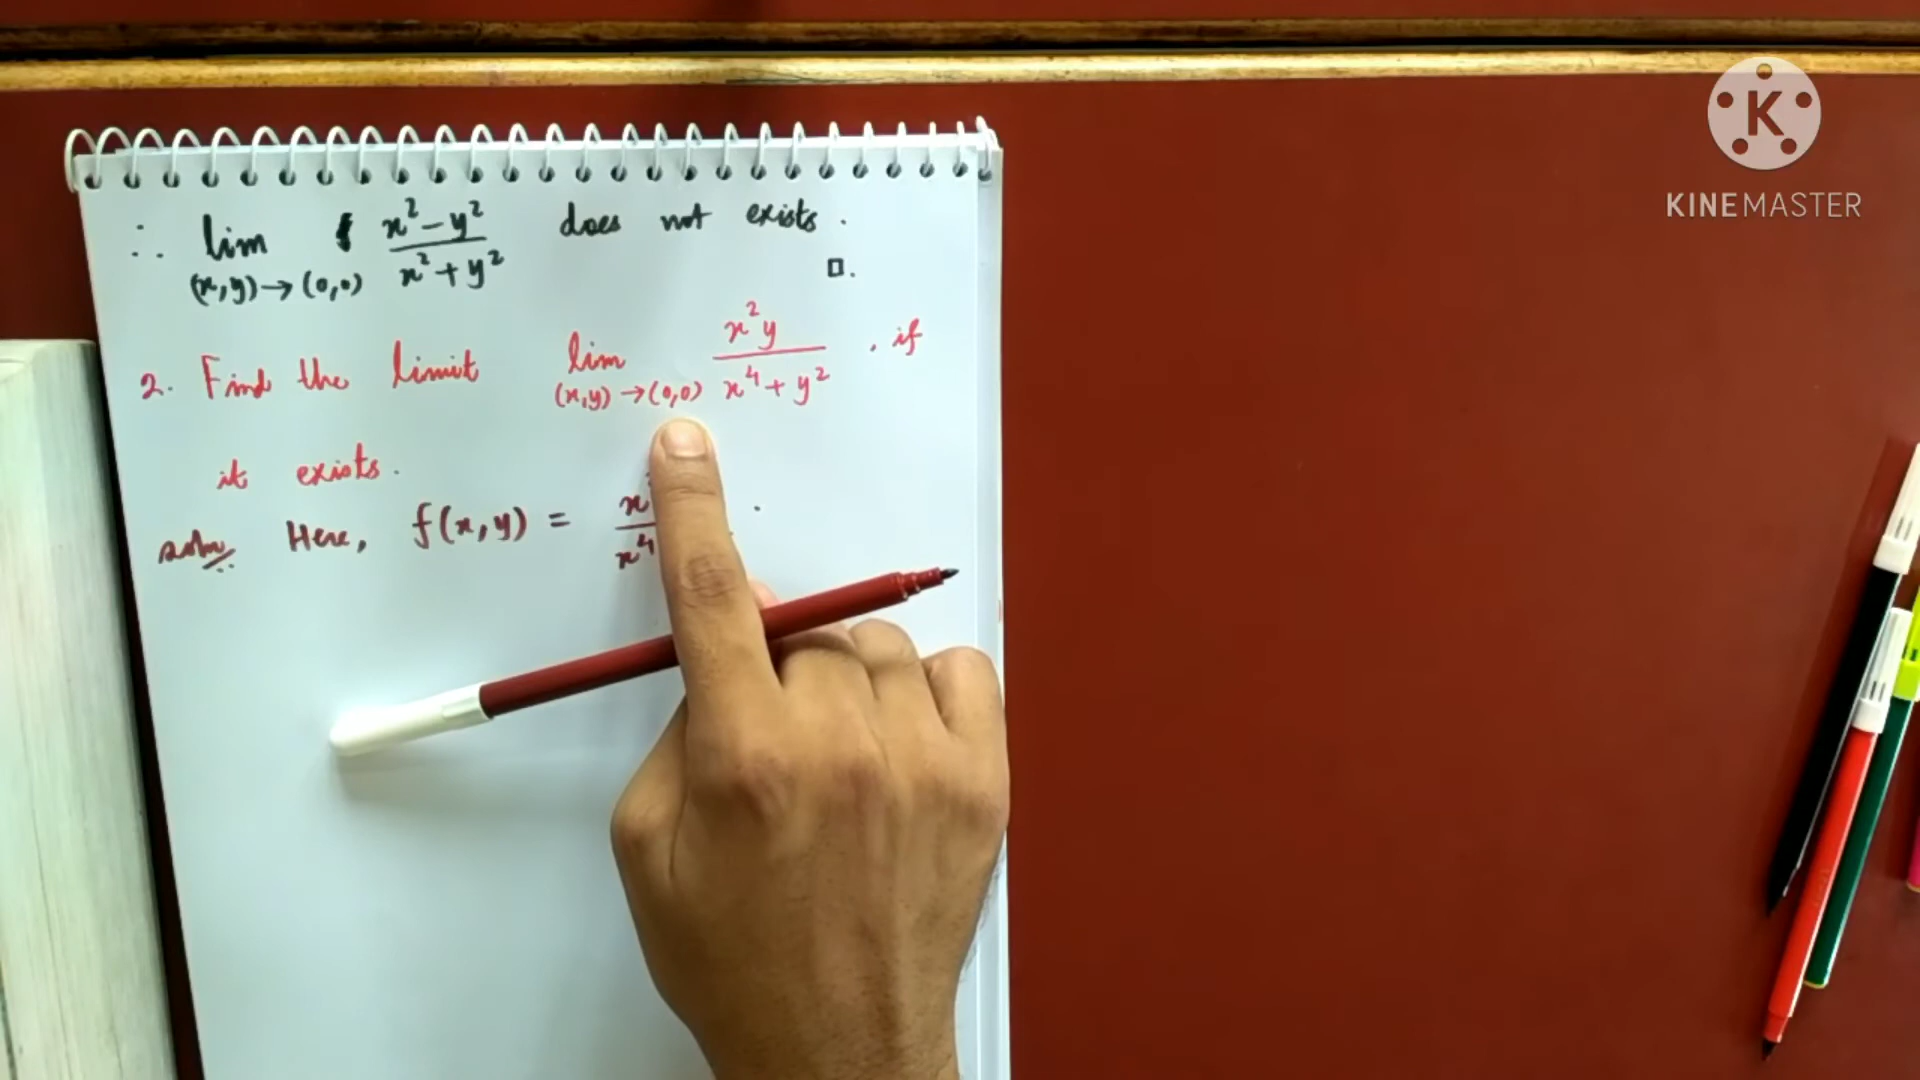 ∴ lim x² - y² / x² + y² does not exists.
(x,y)→(0,0)
2. Find the limit lim x²y / x⁴ + y² , if
(x,y)→(0,0)
it exists.
soln Here, f(x,y) = x / x⁴ .
K
KINEMASTER